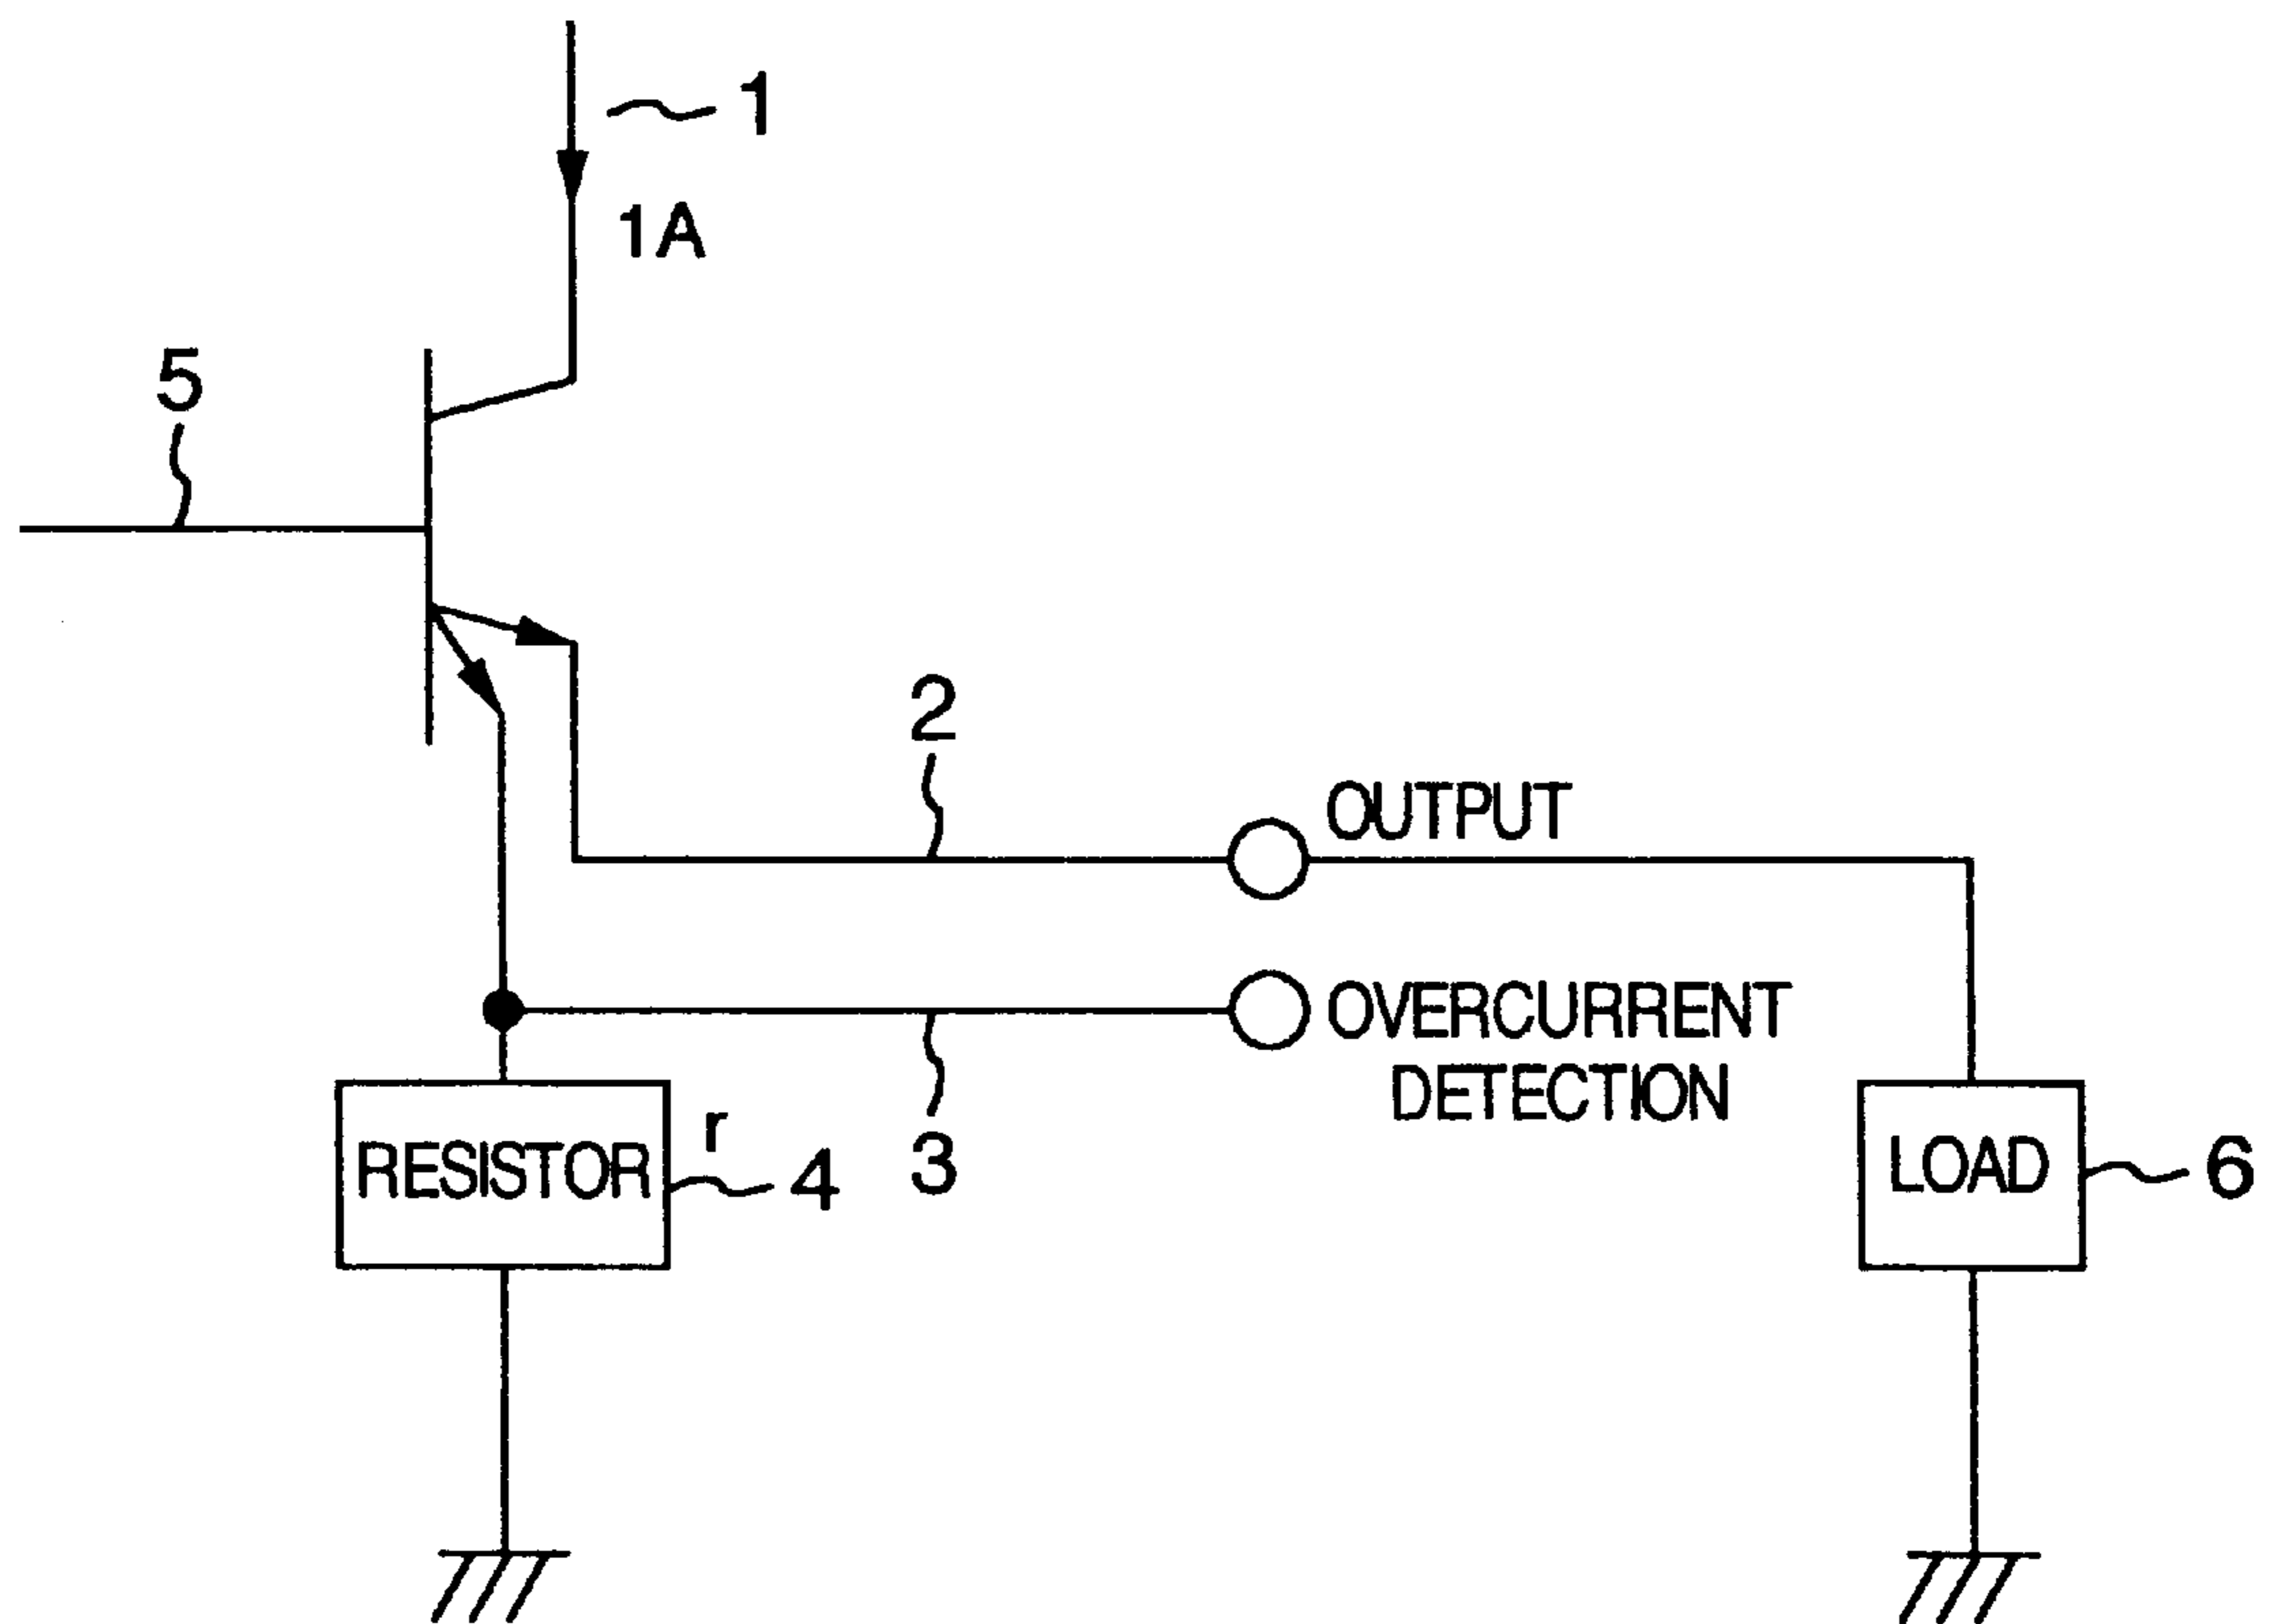 1
1A
5
2
OUTPUT
OVERCURRENT
DETECTION
r
RESISTOR
4
3
LOAD
6